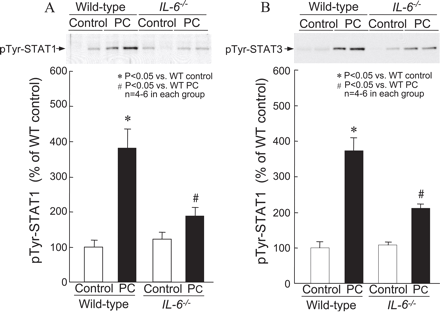 A
Wild-type IL-6-/-
Control PC Control PC
pTyr-STAT1
* P<0.05 vs. WT control
# P<0.05 vs. WT PC
n=4-6 in each group
pTyr-STAT1 (% of WT control)
600
500
400
300
200
100
0
*
#
Control PC Control PC
Wild-type IL-6-/-
B
Wild-type IL-6-/-
Control PC Control PC
pTyr-STAT3
* P<0.05 vs. WT control
# P<0.05 vs. WT PC
n=4-6 in each group
pTyr-STAT1 (% of WT control)
600
500
400
300
200
100
0
*
#
Control PC Control PC
Wild-type IL-6-/-